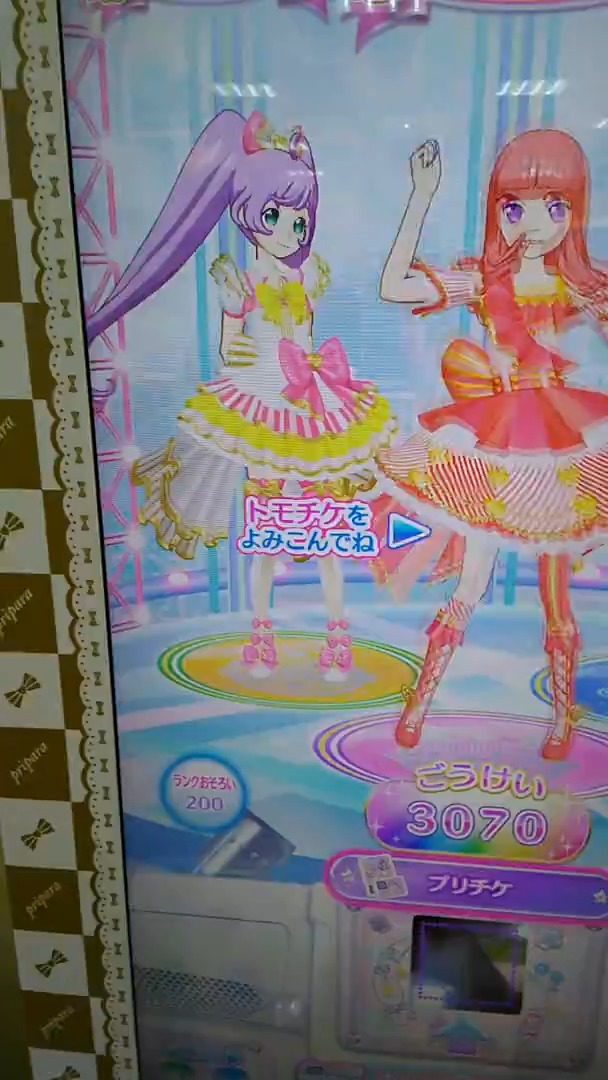 トモチケを
よみこんでね
ランクおそろい
200
ごうけい
3070
プリチケ
pripara
pripara
pripara
pripara